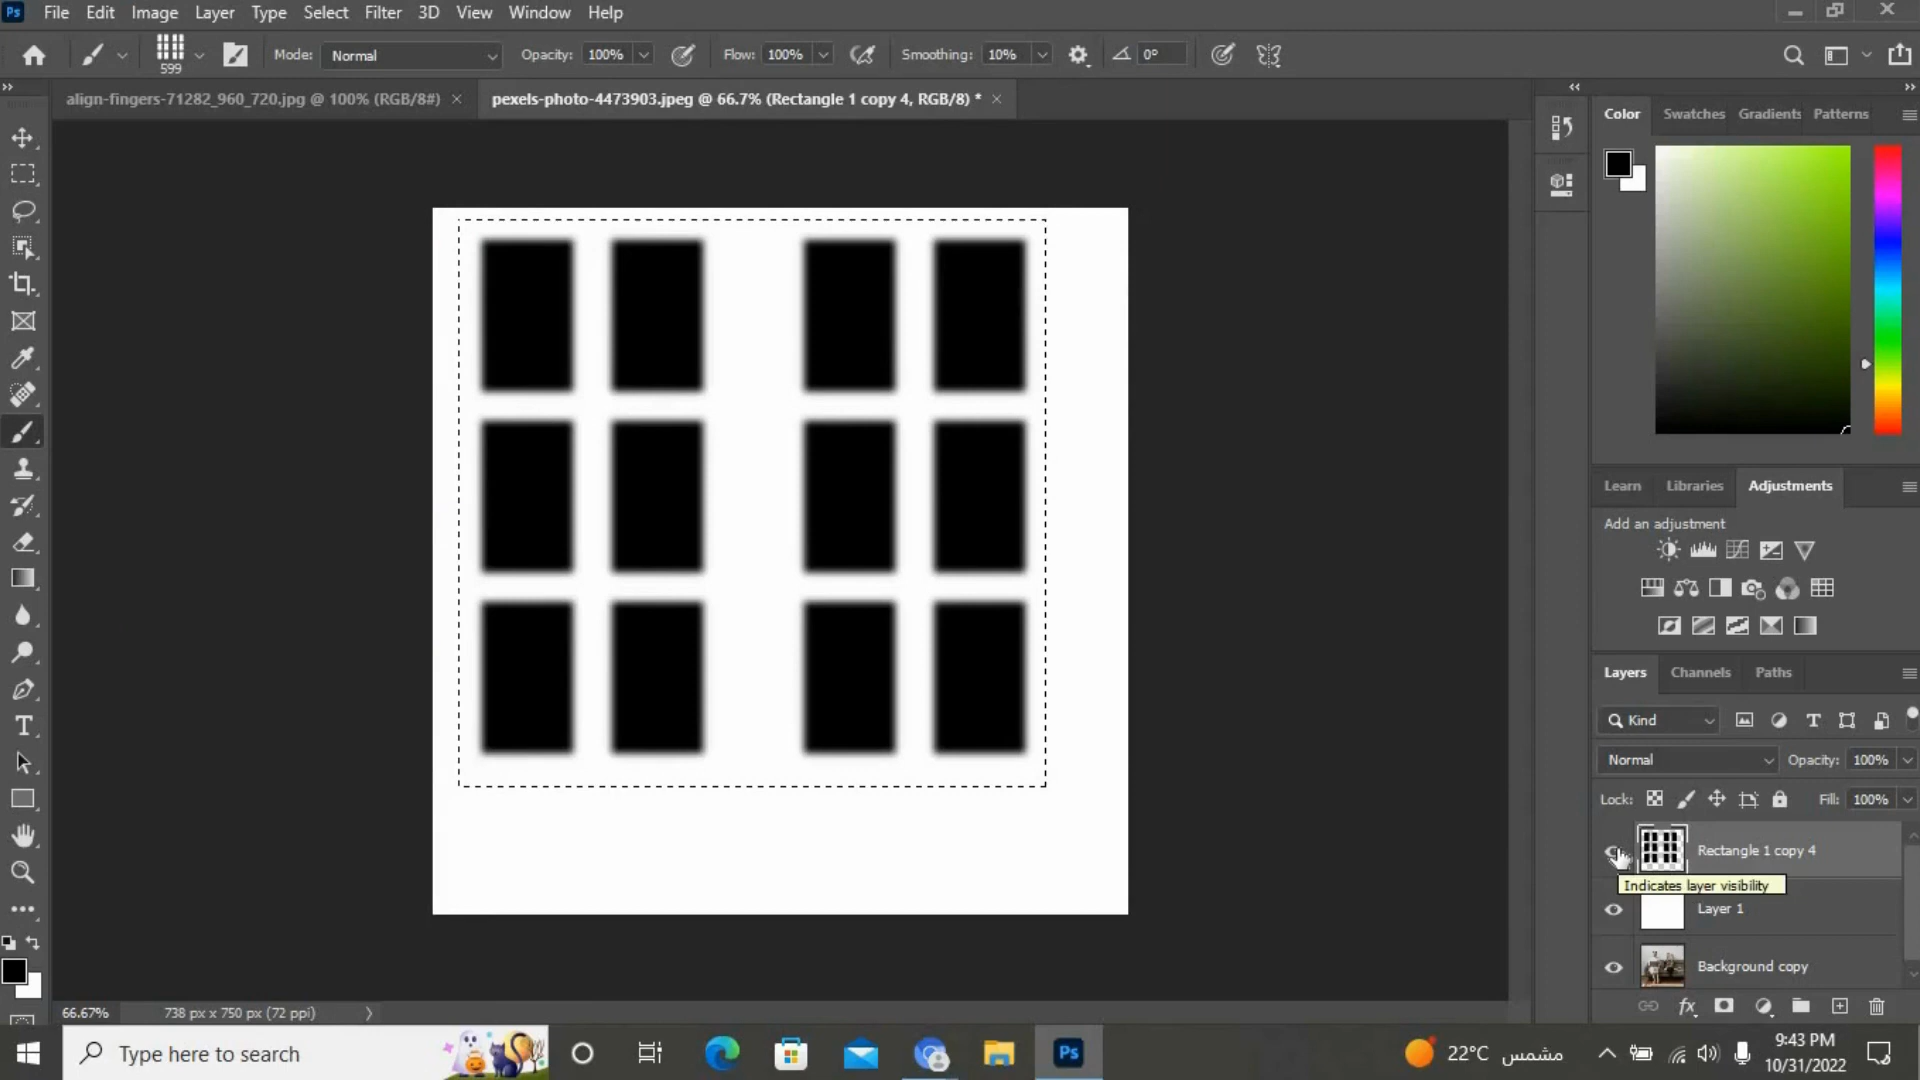 Ps File Edit Image Layer Type Select Filter 3D View Window Help
599 Mode: Normal Opacity: 100% Flow: 100% Smoothing: 10% 0°
align-fingers-71282_960_720.jpg @ 100% (RGB/8#) × pexels-photo-4473903.jpeg @ 66.7% (Rectangle 1 copy 4, RGB/8) * ×
Color Swatches Gradients Patterns
Learn Libraries Adjustments
Add an adjustment
Layers Channels Paths
Kind
Normal Opacity: 100%
Lock: Fill: 100%
Rectangle 1 copy 4
Indicates layer visibility
Layer 1
Background copy
T
fx
66.67% 738 px x 750 px (72 ppi)
Type here to search Ps 22°C مشمس 9:43 PM
10/31/2022